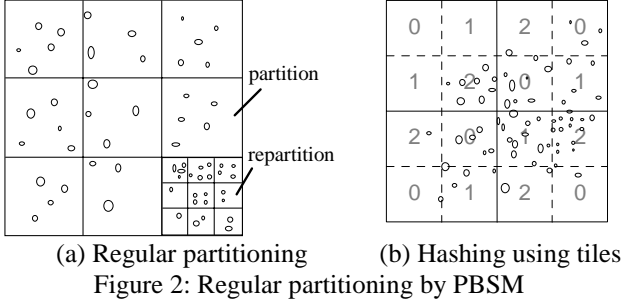 0 1 2 0
partition
1 2 0 1
repartition
2 0 1 2
0 1 2 0
(a) Regular partitioning
(b) Hashing using tiles
Figure 2: Regular partitioning by PBSM